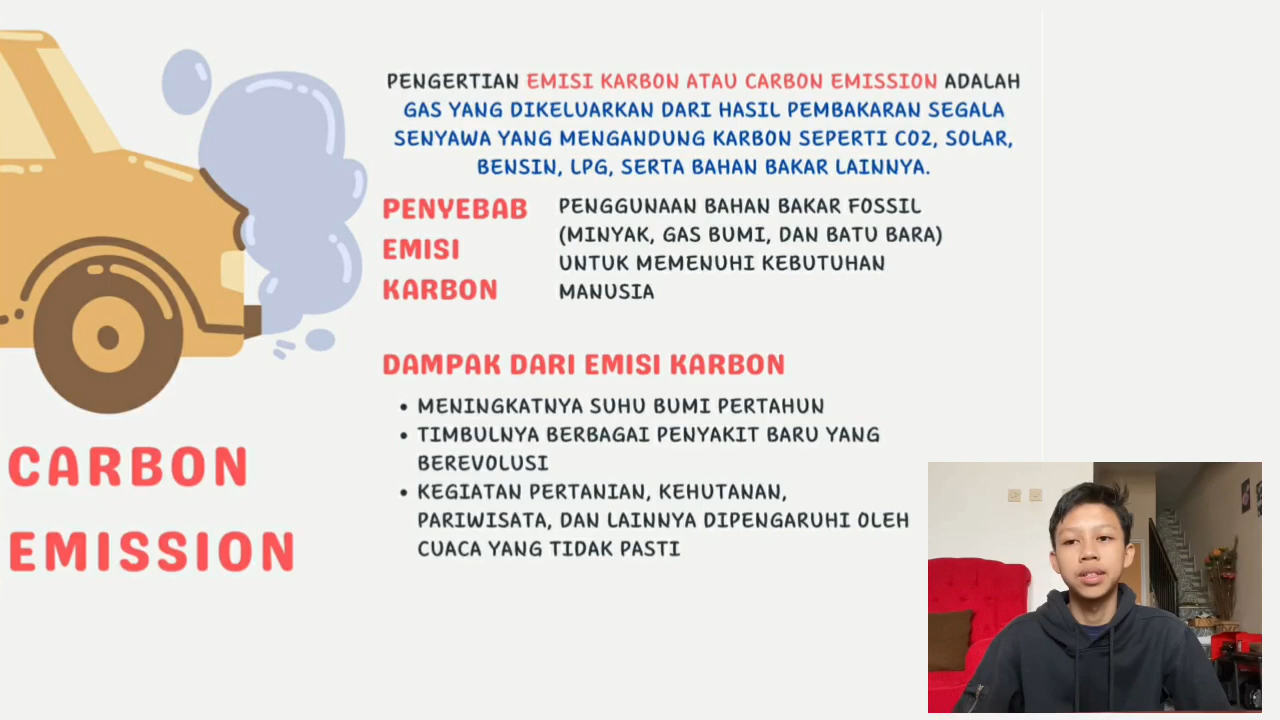 PENGERTIAN EMISI KARBON ATAU CARBON EMISSION ADALAH
GAS YANG DIKELUARKAN DARI HASIL PEMBAKARAN SEGALA
SENYAWA YANG MENGANDUNG KARBON SEPERTI CO2, SOLAR,
BENSIN, LPG, SERTA BAHAN BAKAR LAINNYA.
PENYEBAB
EMISI
KARBON
PENGGUNAAN BAHAN BAKAR FOSSIL
(MINYAK, GAS BUMI, DAN BATU BARA)
UNTUK MEMENUHI KEBUTUHAN
MANUSIA
DAMPAK DARI EMISI KARBON
• MENINGKATNYA SUHU BUMI PERTAHUN
• TIMBULNYA BERBAGAI PENYAKIT BARU YANG
BEREVOLUSI
• KEGIATAN PERTANIAN, KEHUTANAN,
PARIWISATA, DAN LAINNYA DIPENGARUHI OLEH
CUACA YANG TIDAK PASTI
CARBON
EMISSION